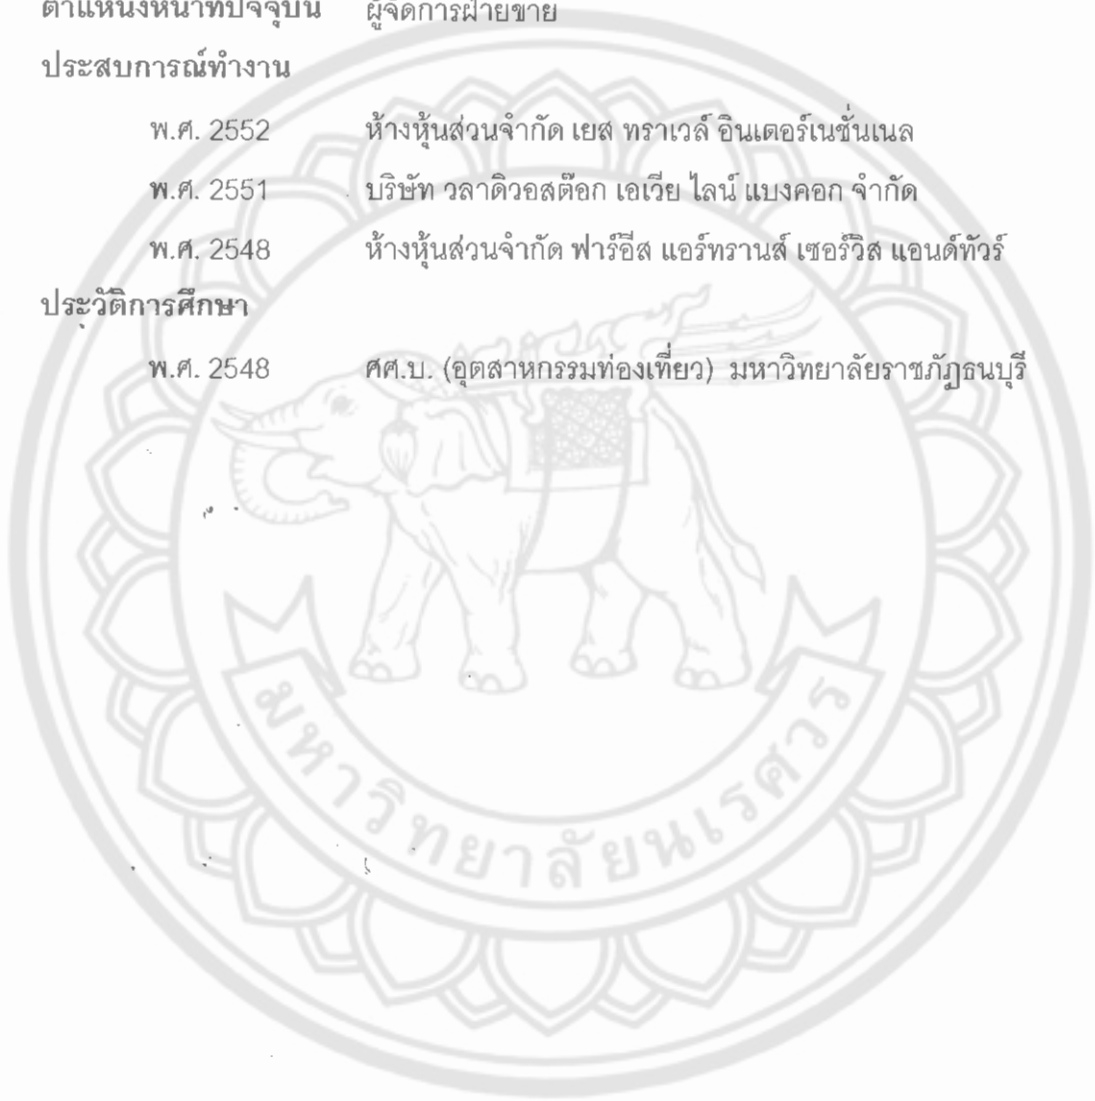 ตำแหน่งหน้าที่ปัจจุบัน ผู้จัดการฝ่ายขาย
ประสบการณ์ทำงาน
พ.ศ. 2552 ห้างหุ้นส่วนจำกัด เยส ทราเวล์ อินเตอร์เนชั่นเนล
พ.ศ. 2551 บริษัท วลาดิวอสต๊อก เอเวีย ไลน์ แบงคอก จำกัด
พ.ศ. 2548 ห้างหุ้นส่วนจำกัด ฟาร์อีส แอร์ทรานส์ เซอร์วิส แอนด์ทัวร์
ประวัติการศึกษา
พ.ศ. 2548 ศศ.บ. (อุตสาหกรรมท่องเที่ยว) มหาวิทยาลัยราชภัฏธนบุรี
มหาวิทยาลัยนเรศวร